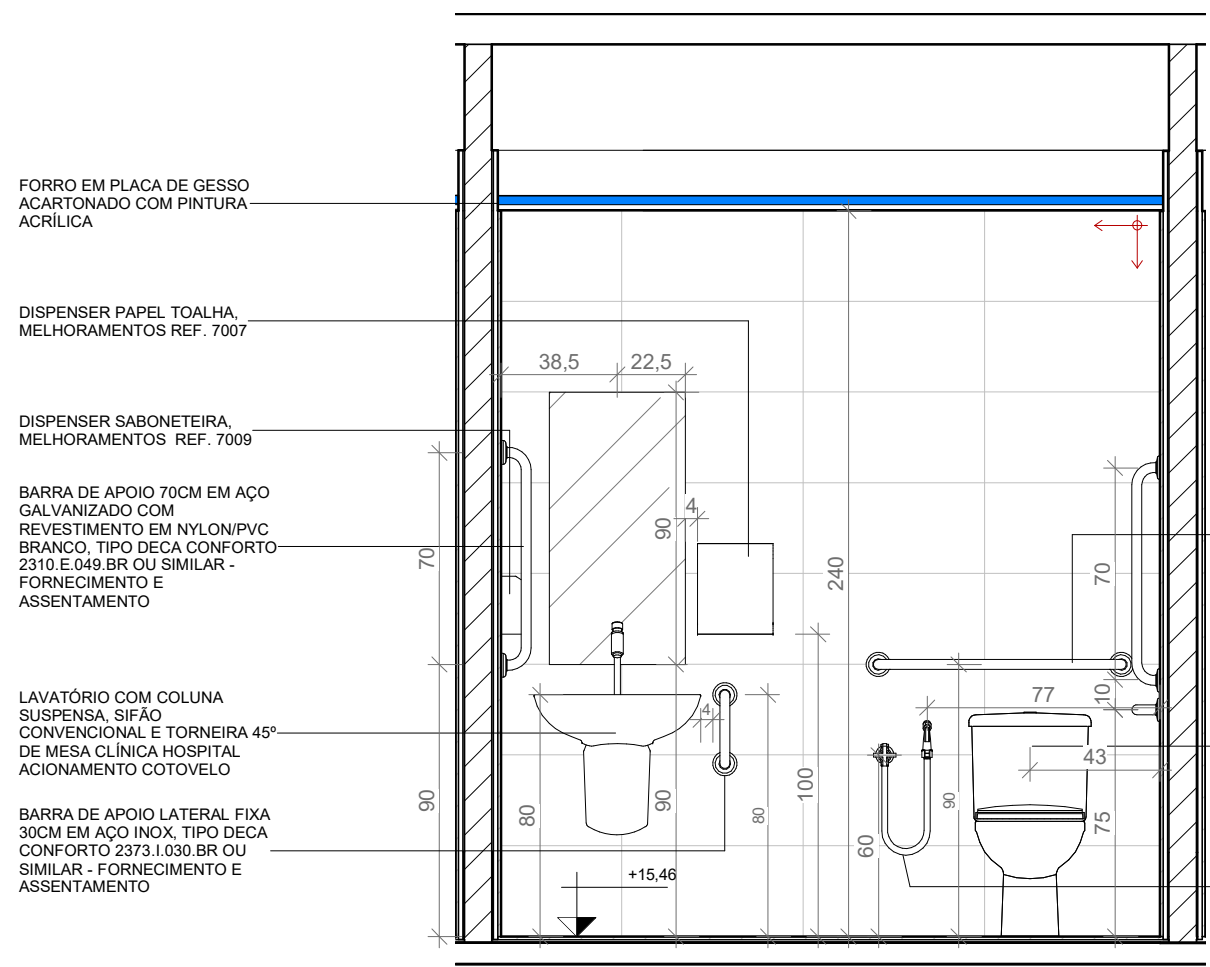 FORRO EM PLACA DE GESSO
ACARTONADO COM PINTURA
ACRÍLICA
DISPENSER PAPEL TOALHA,
MELHORAMENTOS REF. 7007
DISPENSER SABONETEIRA,
MELHORAMENTOS REF. 7009
BARRA DE APOIO 70CM EM AÇO
GALVANIZADO COM
REVESTIMENTO EM NYLON/PVC
BRANCO, TIPO DECA CONFORTO
2310.E.049.BR OU SIMILAR -
FORNECIMENTO E
ASSENTAMENTO
LAVATÓRIO COM COLUNA
SUSPENSA, SIFÃO
CONVENCIONAL E TORNEIRA 45º
DE MESA CLÍNICA HOSPITAL
ACIONAMENTO COTOVELO
BARRA DE APOIO LATERAL FIXA
30CM EM AÇO INOX, TIPO DECA
CONFORTO 2373.I.030.BR OU
SIMILAR - FORNECIMENTO E
ASSENTAMENTO
38,5
22,5
4
90
70
240
70
10
77
4
43
90
80
90
80
100
60
90
75
+15,46